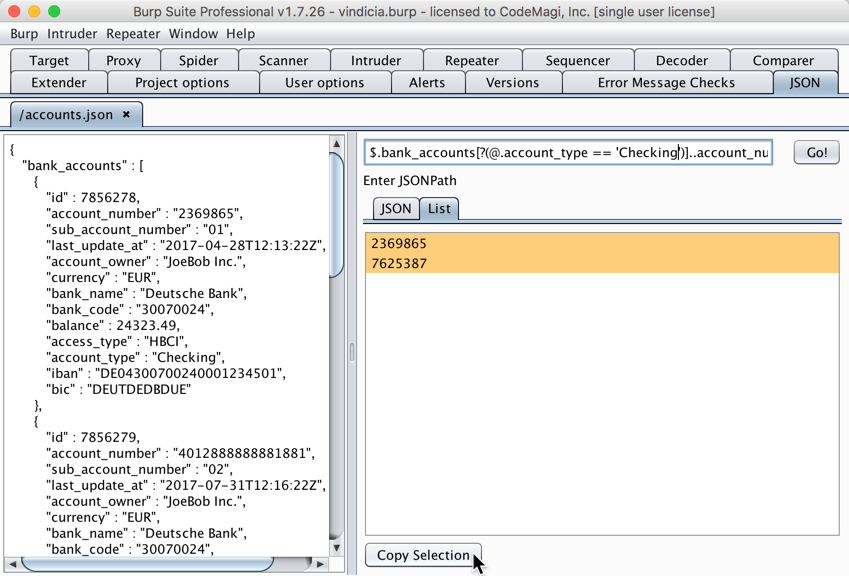 Burp Suite Professional v1.7.26 - vindicia.burp - licensed to CodeMagi, Inc. [single user license]
Burp Intruder Repeater Window Help
Target Proxy Spider Scanner Intruder Repeater Sequencer Decoder Comparer
Extender Project options User options Alerts Versions Error Message Checks JSON
/accounts.json ×
{
"bank_accounts" : [
{
"id" : 7856278,
"account_number" : "2369865",
"sub_account_number" : "01",
"last_update_at" : "2017-04-28T12:13:22Z",
"account_owner" : "JoeBob Inc.",
"currency" : "EUR",
"bank_name" : "Deutsche Bank",
"bank_code" : "30070024",
"balance" : 24323.49,
"access_type" : "HBCI",
"account_type" : "Checking",
"iban" : "DE04300700240001234501",
"bic" : "DEUTDEDBDUE"
},
{
"id" : 7856279,
"account_number" : "4012888888881881",
"sub_account_number" : "02",
"last_update_at" : "2017-07-31T12:16:22Z",
"account_owner" : "JoeBob Inc.",
"currency" : "EUR",
"bank_name" : "Deutsche Bank",
"bank_code" : "30070024",
$.bank_accounts[?(@.account_type == 'Checking')]..account_nu
Go!
Enter JSONPath
JSON List
2369865
7625387
Copy Selection